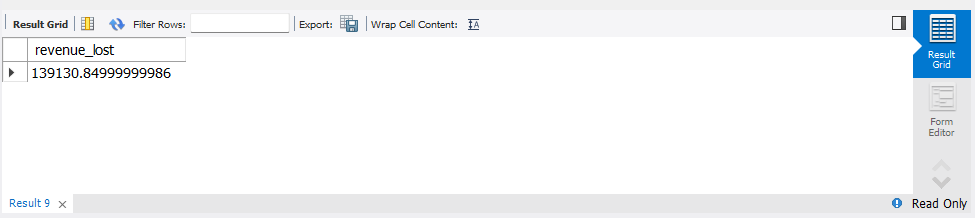 Result Grid Filter Rows: Export: Wrap Cell Content:
revenue_lost
139130.84999999986
Result
Grid
Form
Editor
Result 9
Read Only